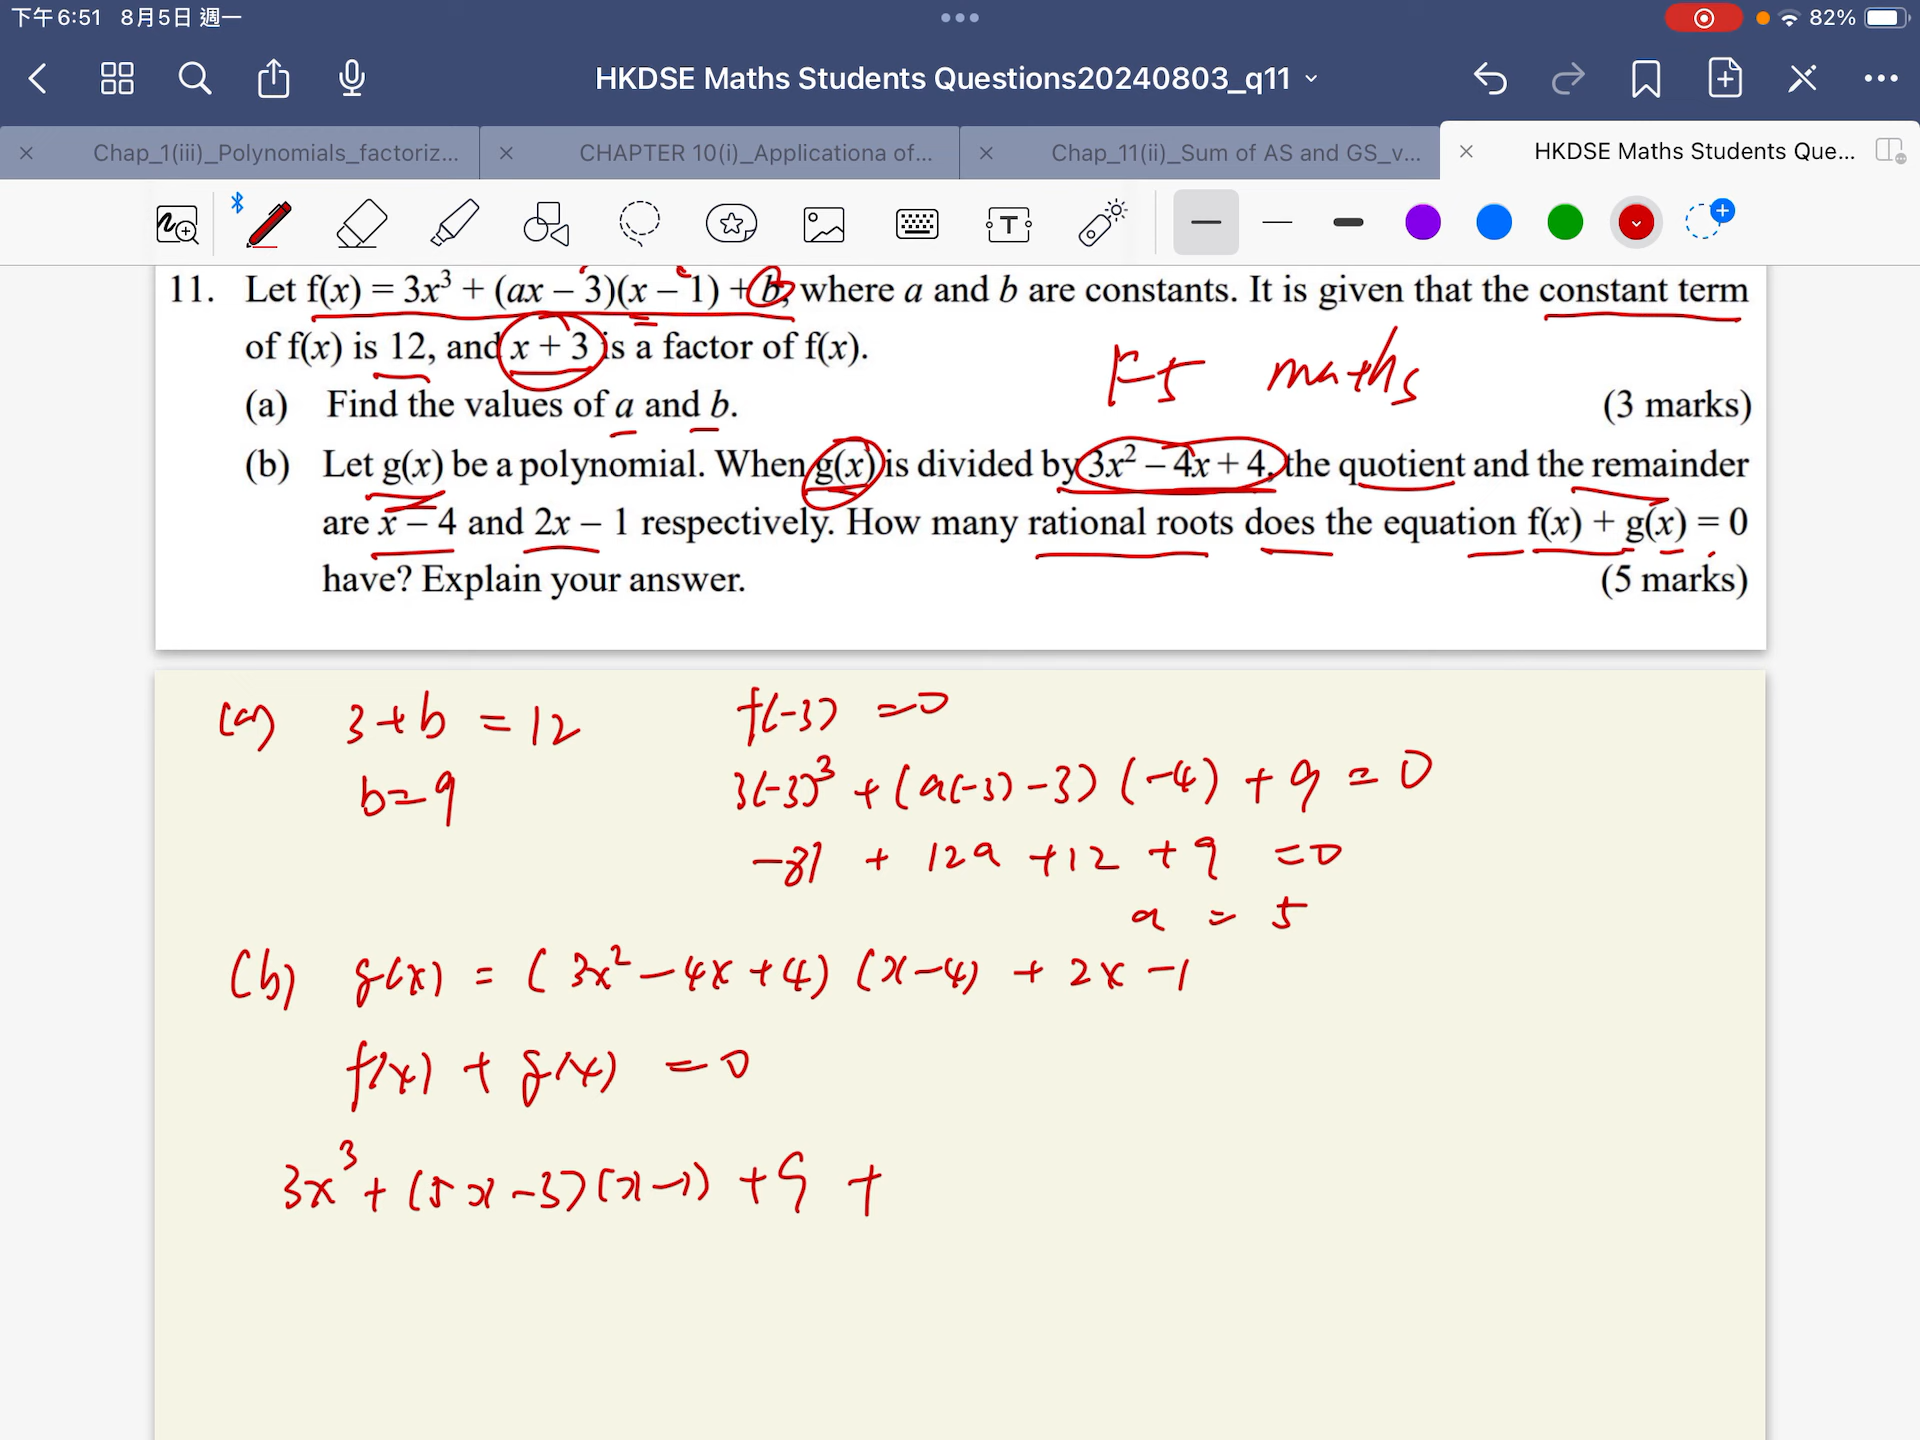 下午6:51 8月5日 週一
82%
HKDSE Maths Students Questions20240803_q11
Chap_1(iii)_Polynomials_factoriz...
CHAPTER 10(i)_Applicationa of...
Chap_11(ii)_Sum of AS and GS_v...
HKDSE Maths Students Que...
11. Let f(x) = 3x³ + (ax – 3)(x – 1) + b, where a and b are constants. It is given that the constant term
of f(x) is 12, and x + 3 is a factor of f(x).
F5 maths
(a) Find the values of a and b. (3 marks)
(b) Let g(x) be a polynomial. When g(x) is divided by 3x² – 4x + 4, the quotient and the remainder
are x – 4 and 2x – 1 respectively. How many rational roots does the equation f(x) + g(x) = 0
have? Explain your answer. (5 marks)
(a) 3+b = 12 f(-3) = 0
b=9 3(-3)³ + (a(-3)-3) (-4) + 9 = 0
-81 + 12a +12 + 9 = 0
a = 5
(b) g(x) = (3x² - 4x + 4) (x-4) + 2x - 1
f(x) + g(x) = 0
3x³ + (5x-3)(x-1) + 9 +